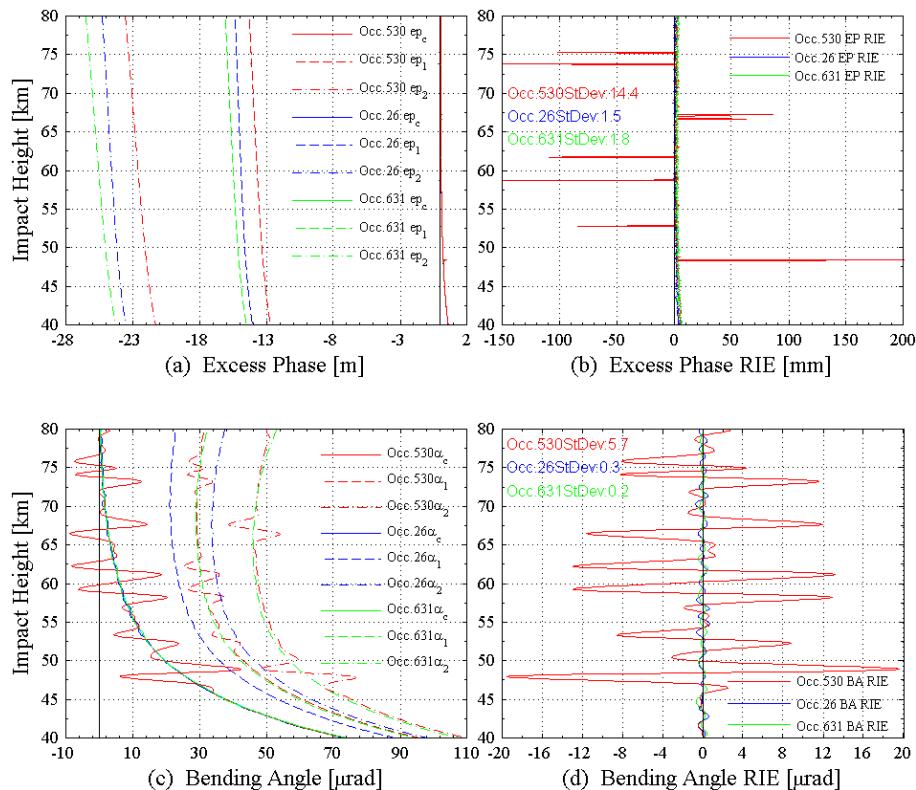 80
75
70
65
60
55
50
45
40
Impact Height [km]
Occ.530 ep_c
Occ.530 ep_1
Occ.530 ep_2
Occ.26 ep_c
Occ.26 ep_1
Occ.26 ep_2
Occ.631 ep_c
Occ.631 ep_1
Occ.631 ep_2
-28 -23 -18 -13 -8 -3 2
(a) Excess Phase [m]
80
75
70
65
60
55
50
45
40
Occ.530 EP RIE
Occ.26 EP RIE
Occ.631 EP RIE
Occ.530StDev:14.4
Occ.26StDev:1.5
Occ.631StDev:1.8
-150 -100 -50 0 50 100 150 200
(b) Excess Phase RIE [mm]
80
75
70
65
60
55
50
45
40
Impact Height [km]
Occ.530α_c
Occ.530α_1
Occ.530α_2
Occ.26α_c
Occ.26α_1
Occ.26α_2
Occ.631α_c
Occ.631α_1
Occ.631α_2
-10 10 30 50 70 90 110
(c) Bending Angle [μrad]
80
75
70
65
60
55
50
45
40
Occ.530StDev:5.7
Occ.26StDev:0.3
Occ.631StDev:0.2
Occ.530 BA RIE
Occ.26 BA RIE
Occ.631 BA RIE
-20 -16 -12 -8 -4 0 4 8 12 16 20
(d) Bending Angle RIE [μrad]